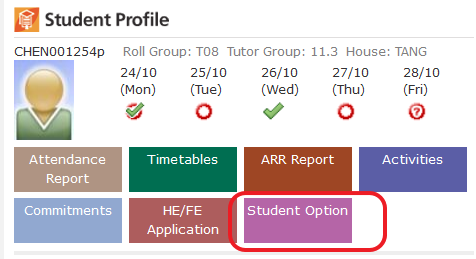 Student Profile
CHEN001254p Roll Group: T08 Tutor Group: 11.3 House: TANG
24/10 25/10 26/10 27/10 28/10
(Mon) (Tue) (Wed) (Thu) (Fri)
?
Attendance Timetables ARR Report Activities
Report
Commitments HE/FE Student Option
Application